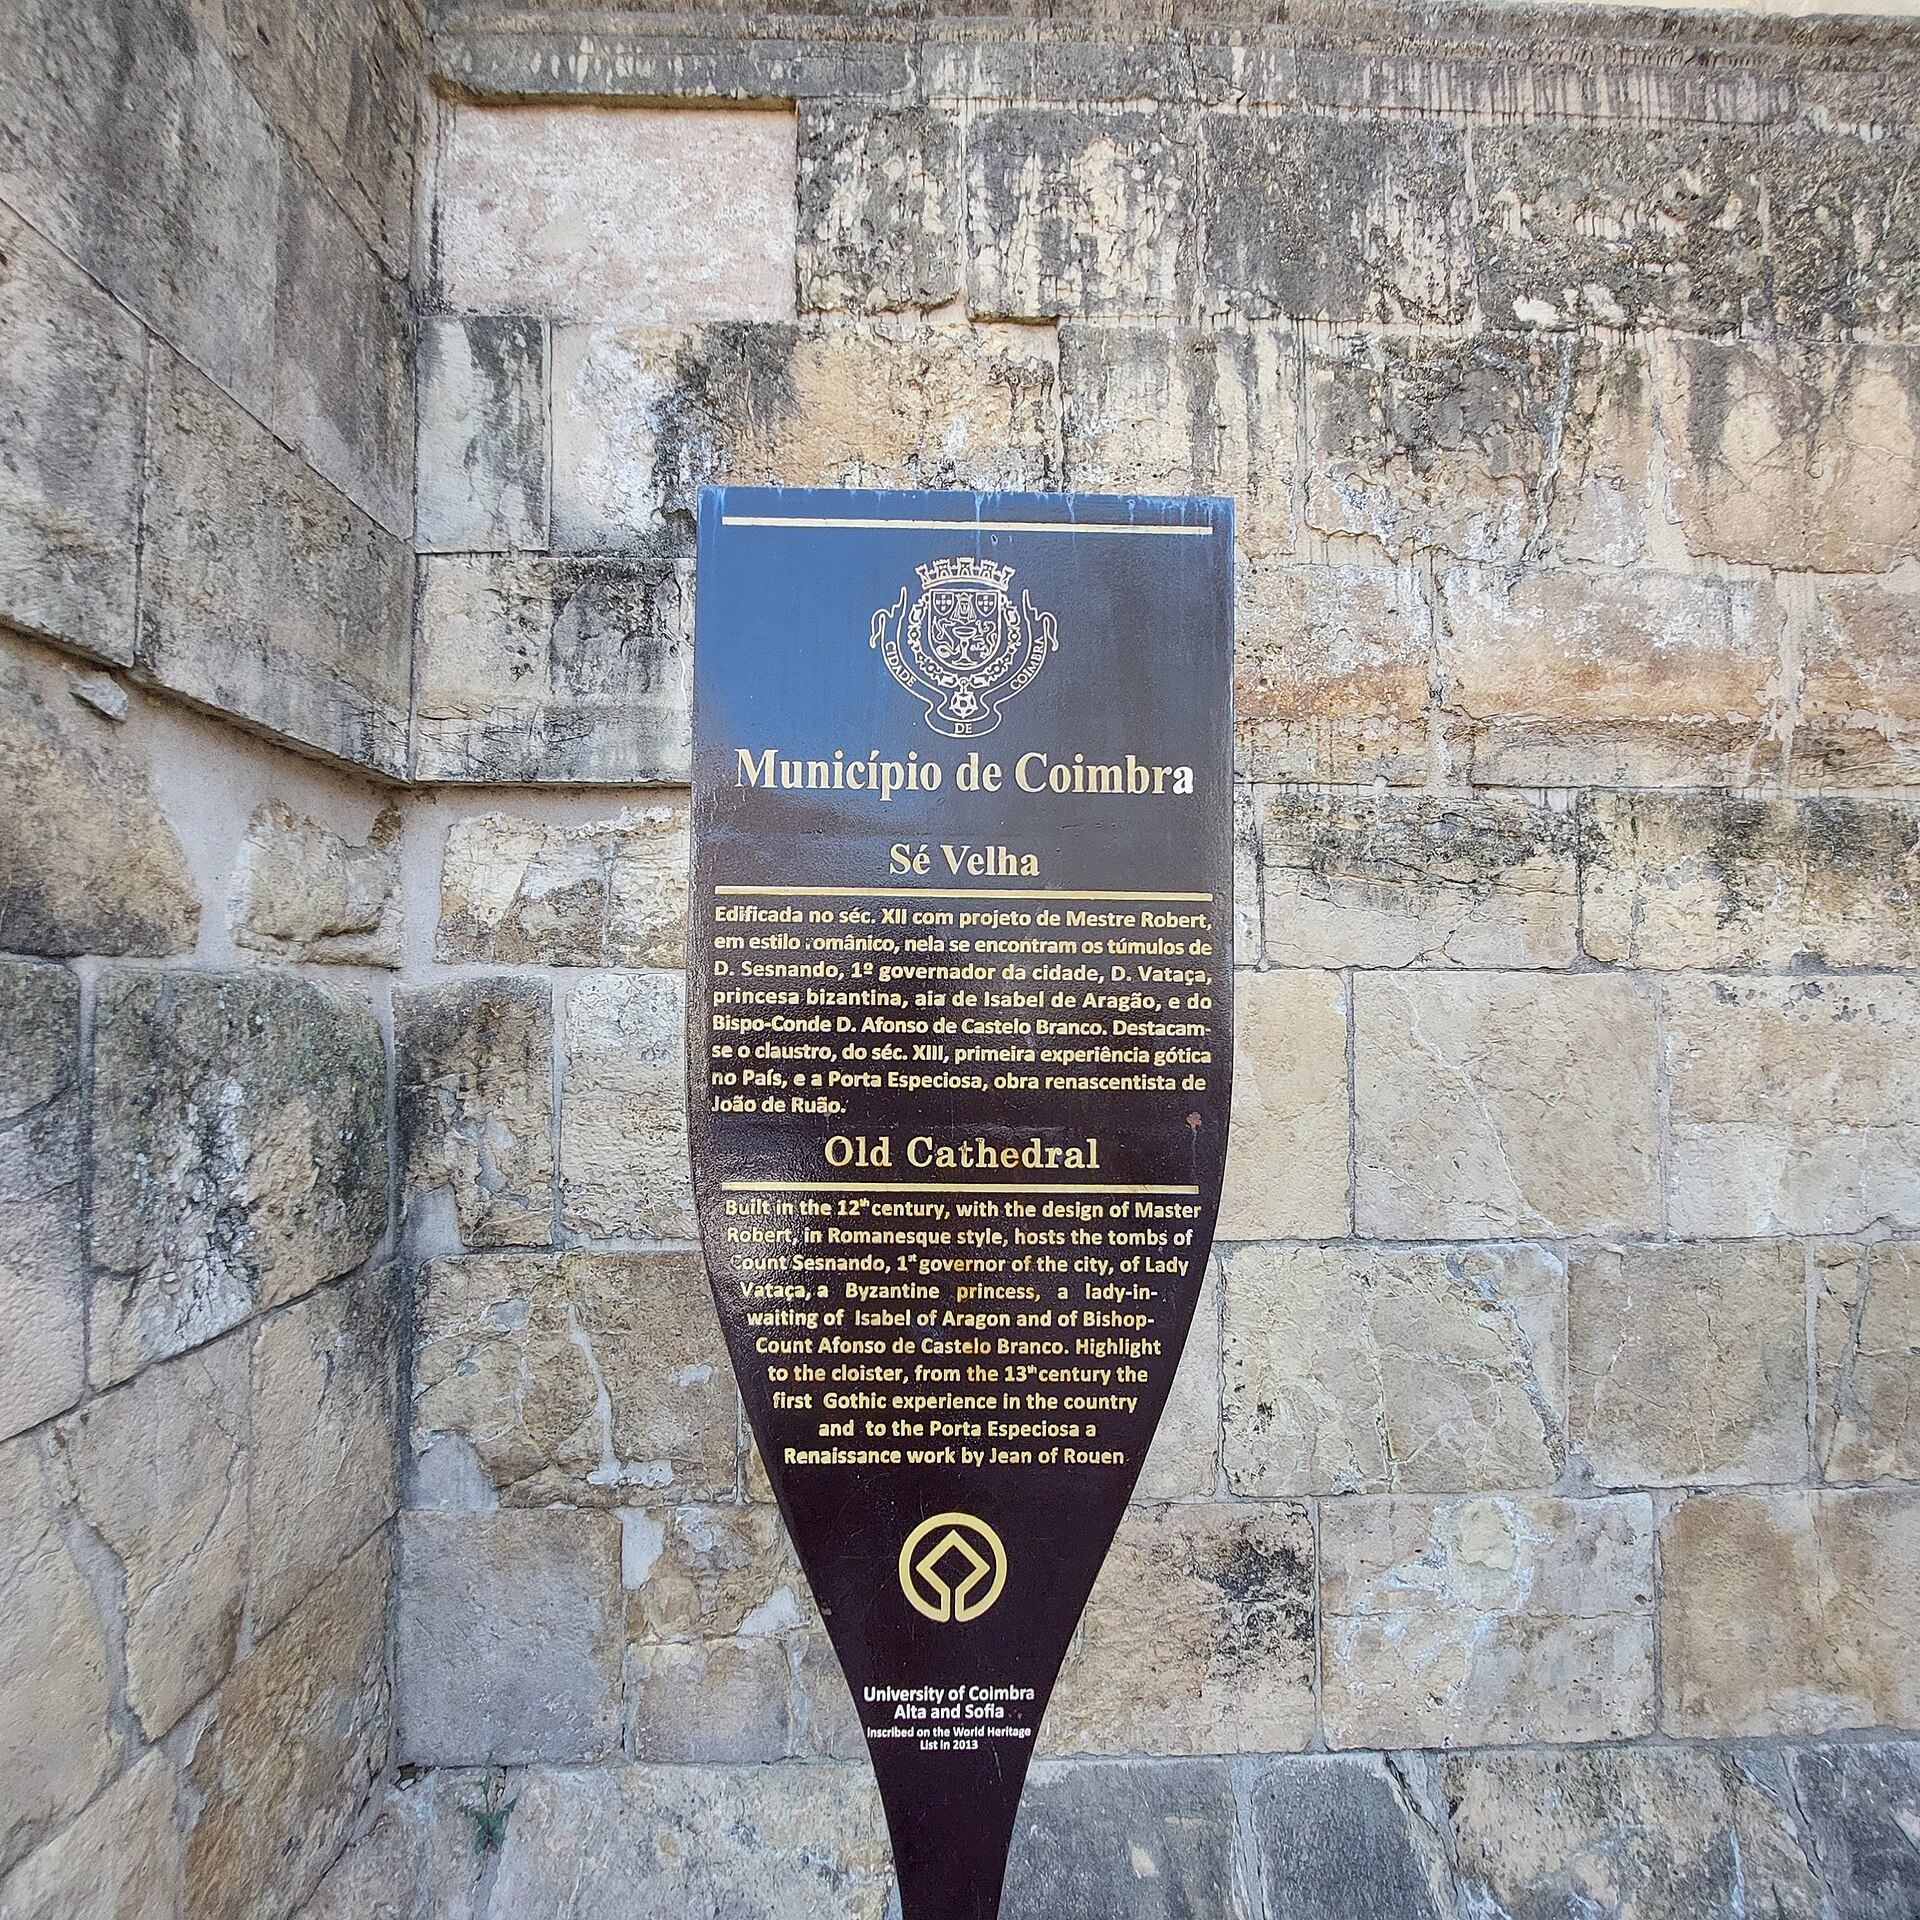 CIDADE DE COIMBRA
Município de Coimbra
Sé Velha
Edificada no séc. XII com projeto de Mestre Robert,
em estilo românico, nela se encontram os túmulos de
D. Sesnando, 1º governador da cidade, D. Vataça,
princesa bizantina, aia de Isabel de Aragão, e do
Bispo-Conde D. Afonso de Castelo Branco. Destacam-
se o claustro, do séc. XIII, primeira experiência gótica
no País, e a Porta Especiosa, obra renascentista de
João de Ruão.
Old Cathedral
Built in the 12th century, with the design of Master
Robert, in Romanesque style, hosts the tombs of
Count Sesnando, 1st governor of the city, of Lady
Vataça, a Byzantine princess, a lady-in-
waiting of Isabel of Aragon and of Bishop-
Count Afonso de Castelo Branco. Highlight
to the cloister, from the 13th century the
first Gothic experience in the country
and to the Porta Especiosa a
Renaissance work by Jean of Rouen
University of Coimbra
Alta and Sofia
Inscribed on the World Heritage
List in 2013